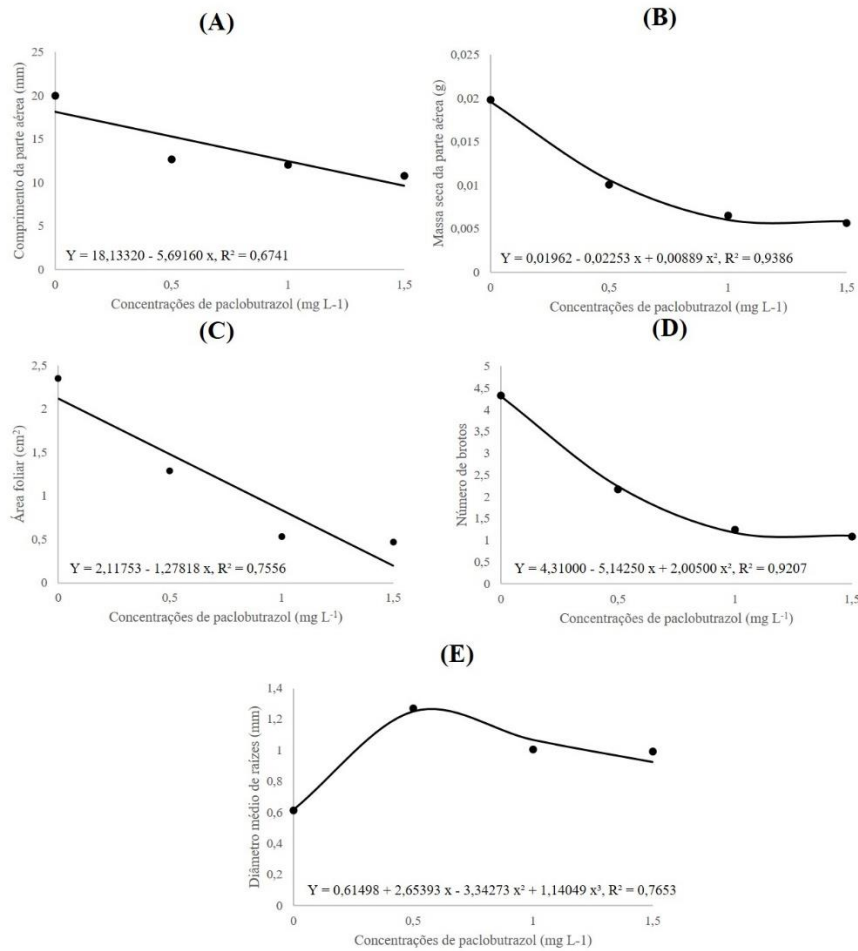 (A)
25
20
15
10
5
0
0
0,5
1
1,5
Comprimento da parte aérea (mm)
Y = 18,13320 - 5,69160 x, R² = 0,6741
Concentrações de paclobutrazol (mg L-1)
(B)
0,025
0,02
0,015
0,01
0,005
0
0
0,5
1
1,5
Massa seca da parte aérea (g)
Y = 0,01962 - 0,02253 x + 0,00889 x², R² = 0,9386
Concentrações de paclobutrazol (mg L-1)
(C)
2,5
2
1,5
1
0,5
0
0
0,5
1
1,5
Área foliar (cm²)
Y = 2,11753 - 1,27818 x, R² = 0,7556
Concentrações de paclobutrazol (mg L⁻¹)
(D)
5
4,5
4
3,5
3
2,5
2
1,5
1
0,5
0
0
0,5
1
1,5
Número de brotos
Y = 4,31000 - 5,14250 x + 2,00500 x², R² = 0,9207
Concentrações de paclobutrazol (mg L⁻¹)
(E)
1,4
1,2
1
0,8
0,6
0,4
0,2
0
0
0,5
1
1,5
Diâmetro médio de raízes (mm)
Y = 0,61498 + 2,65393 x - 3,34273 x² + 1,14049 x³, R² = 0,7653
Concentrações de paclobutrazol (mg L⁻¹)